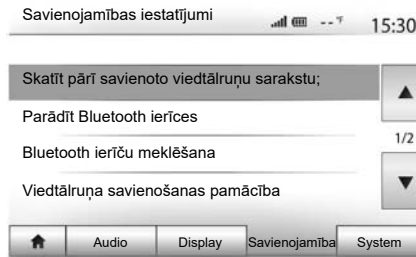 Savienojamības iestatījumi
--°F 15:30
Skatīt pārī savienoto viedtālruņu sarakstu;
Parādīt Bluetooth ierīces
1/2
Bluetooth ierīču meklēšana
Viedtālruņa savienošanas pamācība
Audio Display Savienojamība System